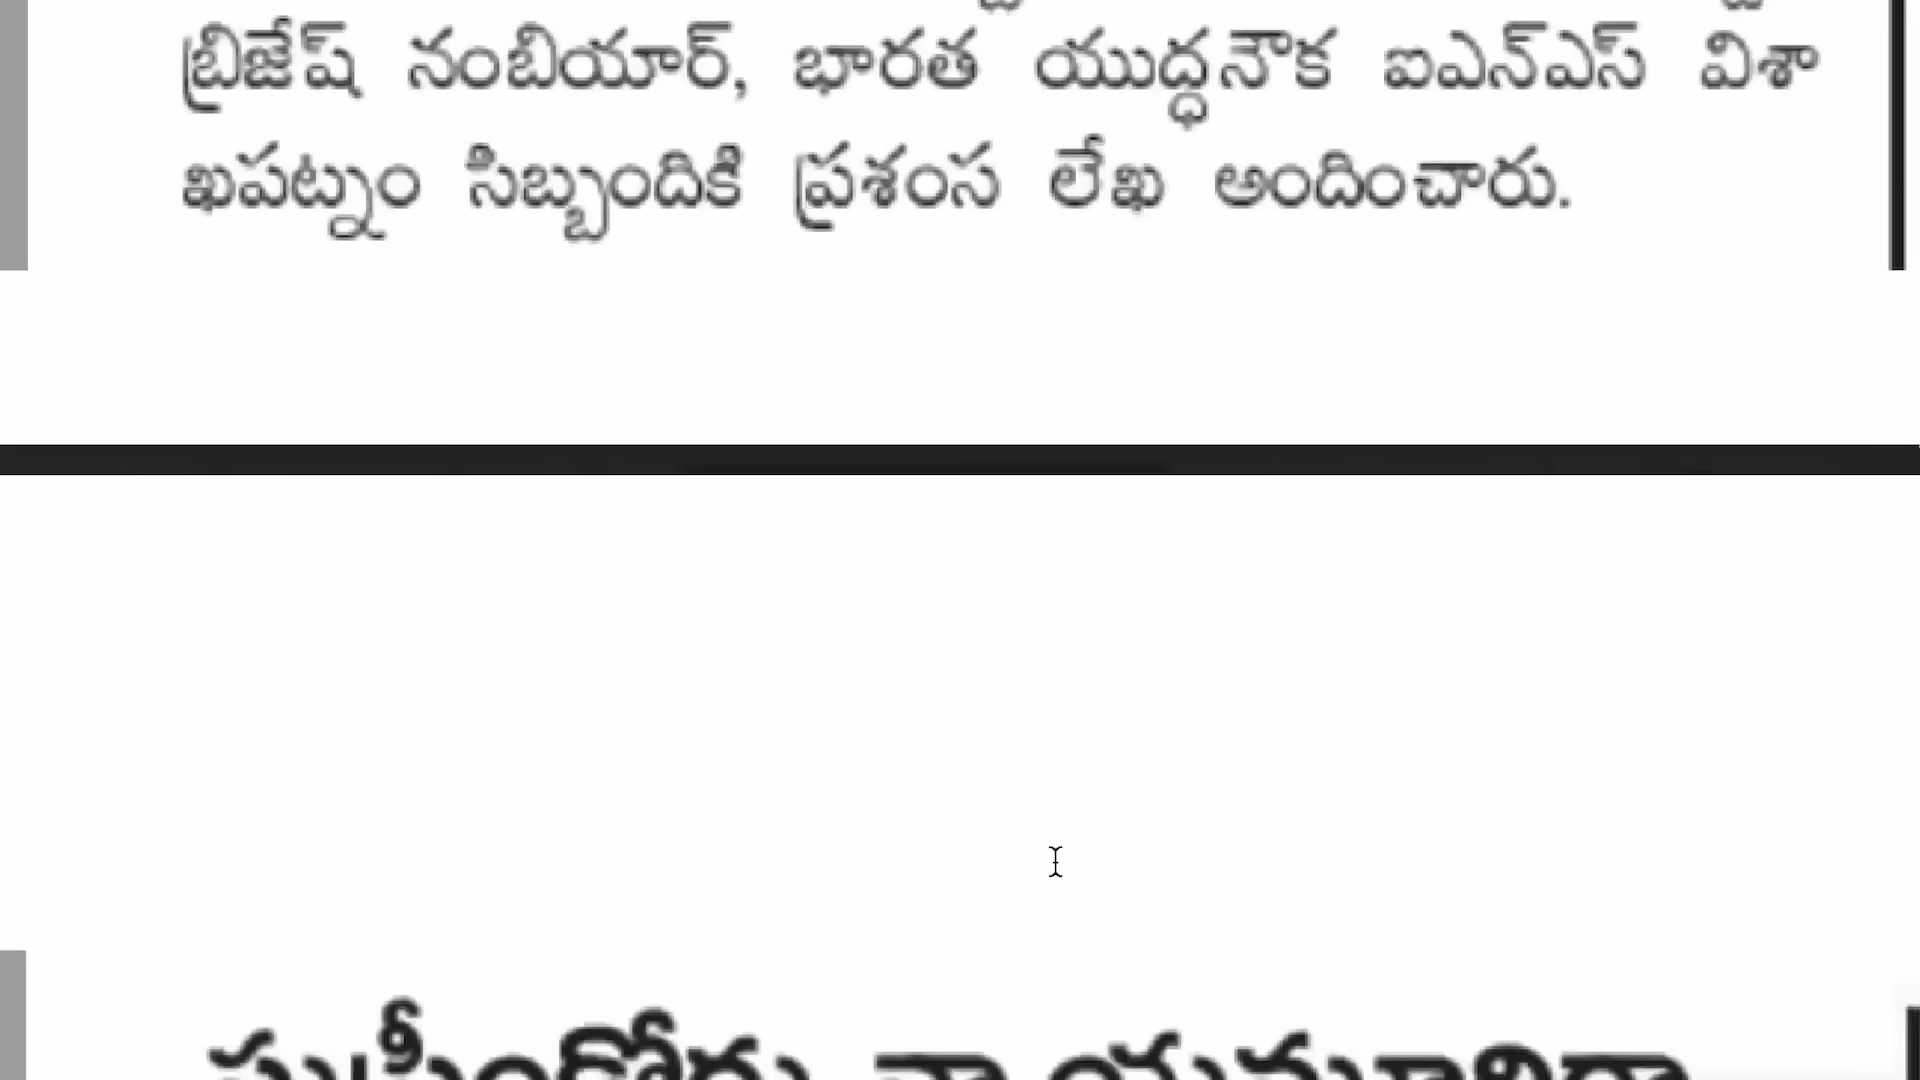 బ్రిజేష్ నంబియార్, భారత యుద్ధనౌక ఐఎన్ఎస్ విశా
ఖపట్నం సిబ్బందికి ప్రశంస లేఖ అందించారు.